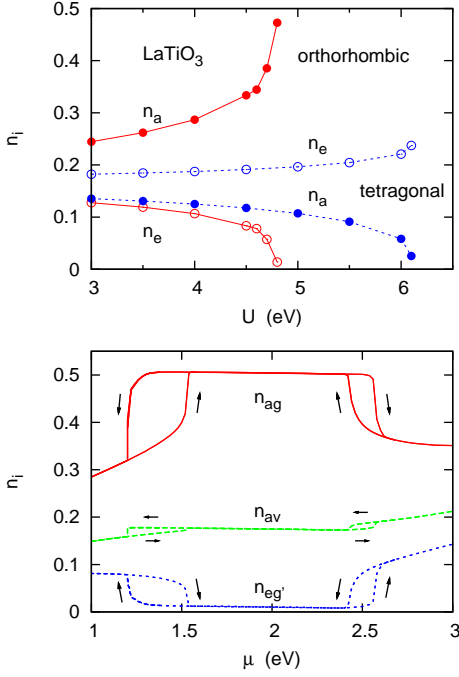 0.5
0.4
0.3
0.2
0.1
0
n_i
LaTiO₃
orthorhombic
n_a
n_e
n_a
tetragonal
n_e
3
4
5
6
U (eV)
0.5
0.4
0.3
0.2
0.1
0
n_i
n_ag
n_av
n_eg'
1
1.5
2
2.5
3
μ (eV)